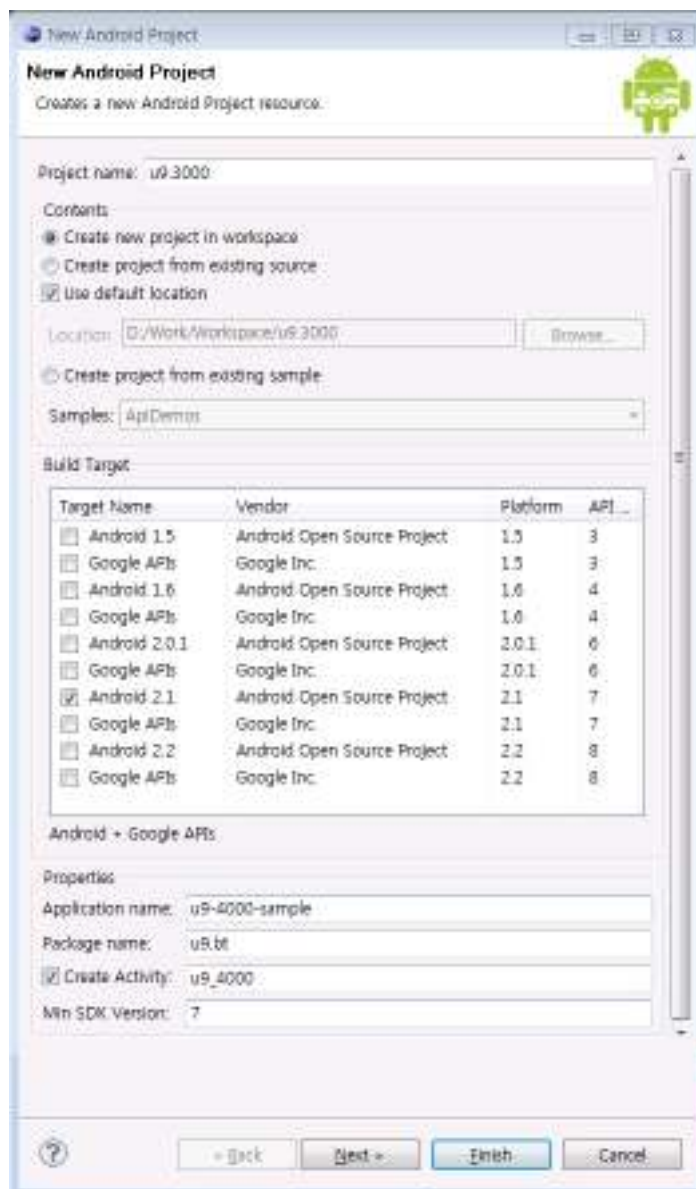 New Android Project
New Android Project
Creates a new Android Project resource.
Project name: u9.3000
Contents
Create new project in workspace
Create project from existing source
Use default location
Location: D:/Work/Workspace/u9.3000 Browse...
Create project from existing sample
Samples: ApiDemos
Build Target
Target Name Vendor Platform API ...
Android 1.5 Android Open Source Project 1.5 3
Google APIs Google Inc. 1.5 3
Android 1.6 Android Open Source Project 1.6 4
Google APIs Google Inc. 1.6 4
Android 2.0.1 Android Open Source Project 2.0.1 6
Google APIs Google Inc. 2.0.1 6
Android 2.1 Android Open Source Project 2.1 7
Google APIs Google Inc. 2.1 7
Android 2.2 Android Open Source Project 2.2 8
Google APIs Google Inc. 2.2 8
Android + Google APIs
Properties
Application name: u9-4000-sample
Package name: u9.bt
Create Activity: u9_4000
Min SDK Version: 7
? < Back Next > Finish Cancel